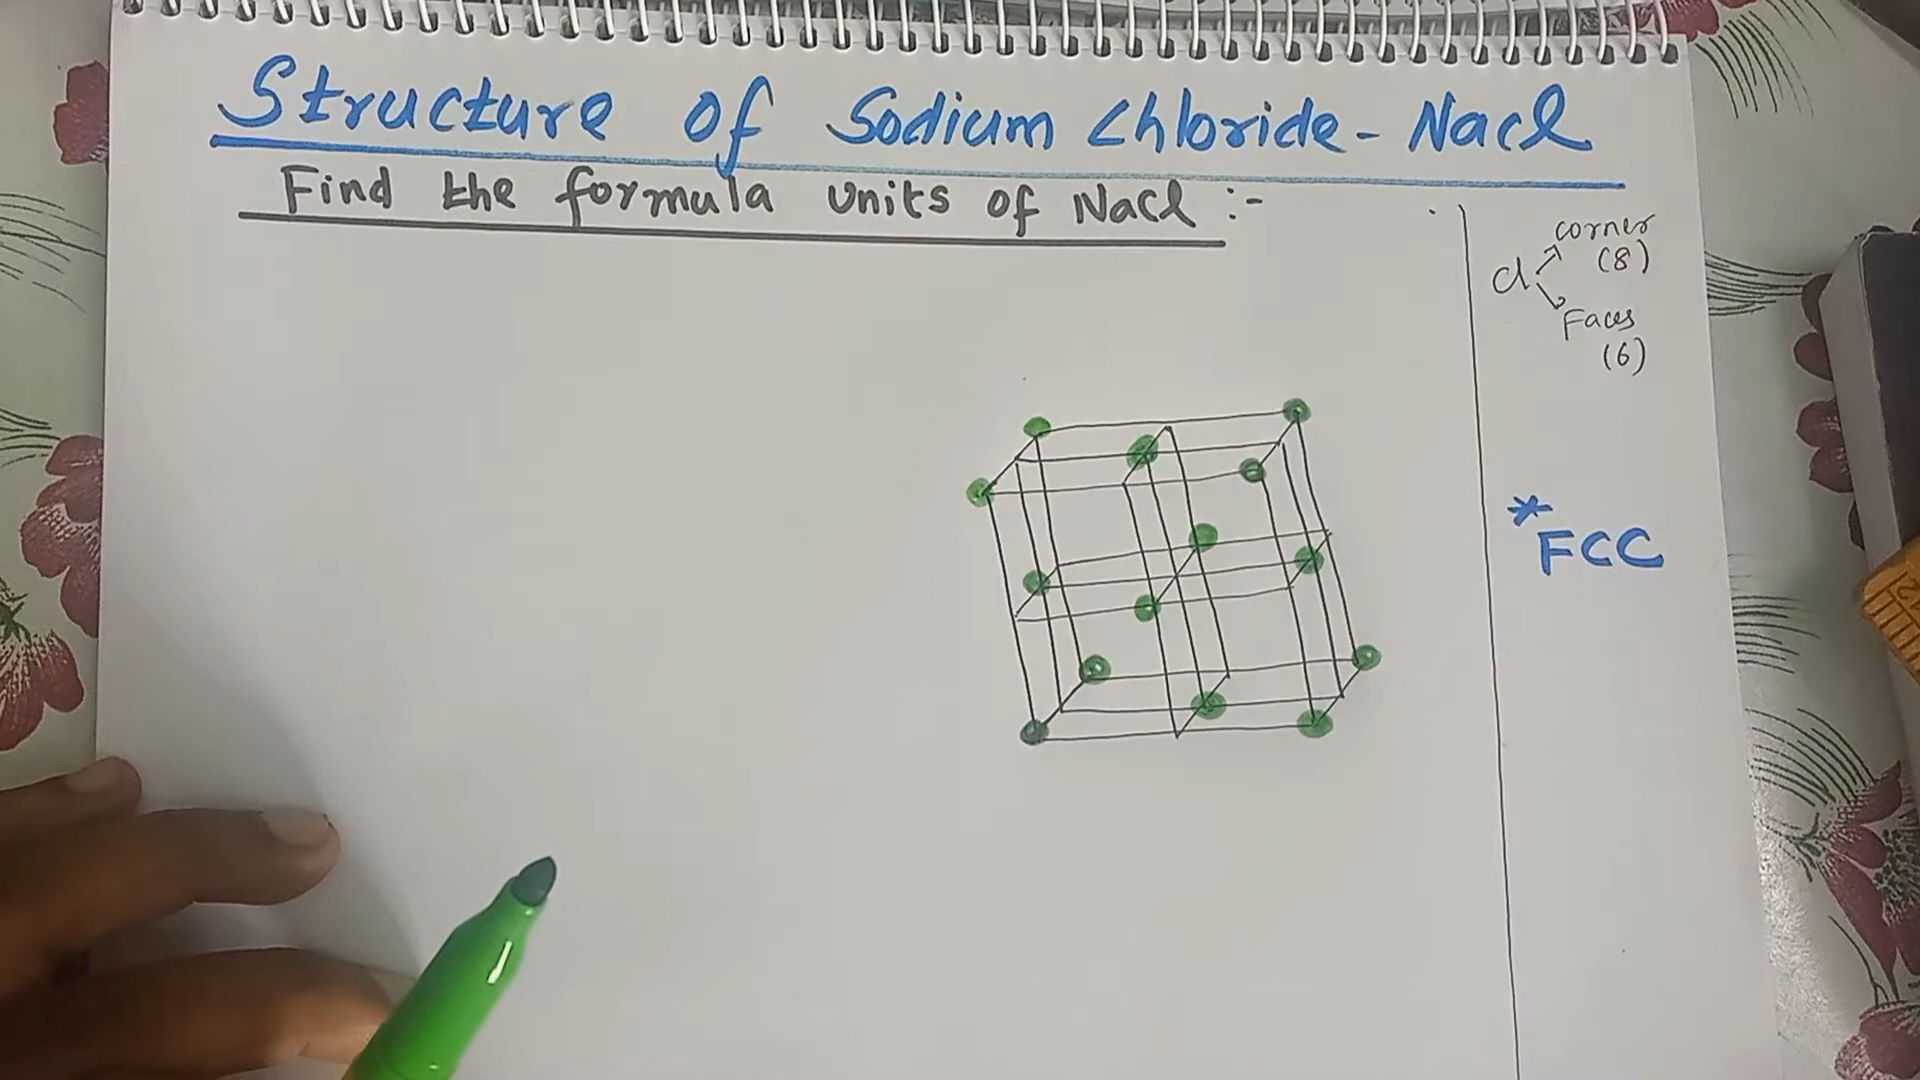 Structure of Sodium Chloride - Nacl
Find the formula units of Nacl :-
corner
(8)
Cl
Faces
(6)
*FCC